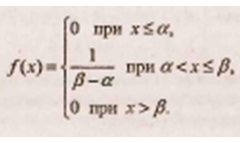 0 при x ≤ α,
f(x) = { 1/(β−α) при α < x ≤ β,
0 при x > β.